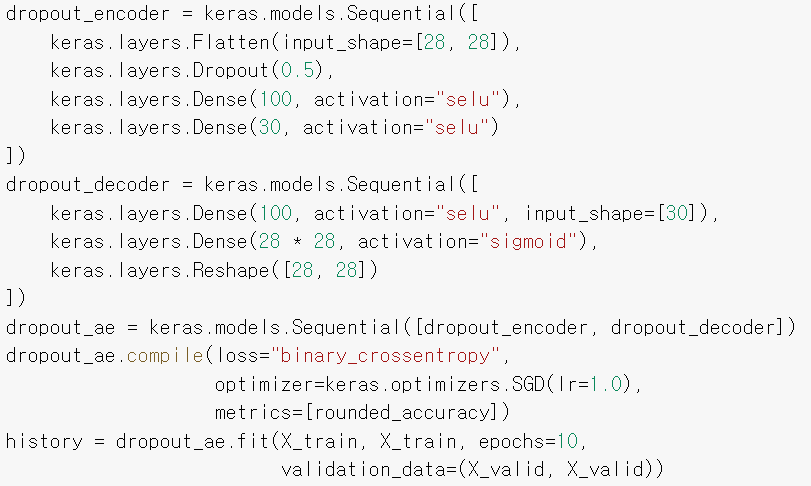 dropout_encoder = keras.models.Sequential([
    keras.layers.Flatten(input_shape=[28, 28]),
    keras.layers.Dropout(0.5),
    keras.layers.Dense(100, activation="selu"),
    keras.layers.Dense(30, activation="selu")
])
dropout_decoder = keras.models.Sequential([
    keras.layers.Dense(100, activation="selu", input_shape=[30]),
    keras.layers.Dense(28 * 28, activation="sigmoid"),
    keras.layers.Reshape([28, 28])
])
dropout_ae = keras.models.Sequential([dropout_encoder, dropout_decoder])
dropout_ae.compile(loss="binary_crossentropy",
                   optimizer=keras.optimizers.SGD(lr=1.0),
                   metrics=[rounded_accuracy])
history = dropout_ae.fit(X_train, X_train, epochs=10,
                         validation_data=(X_valid, X_valid))